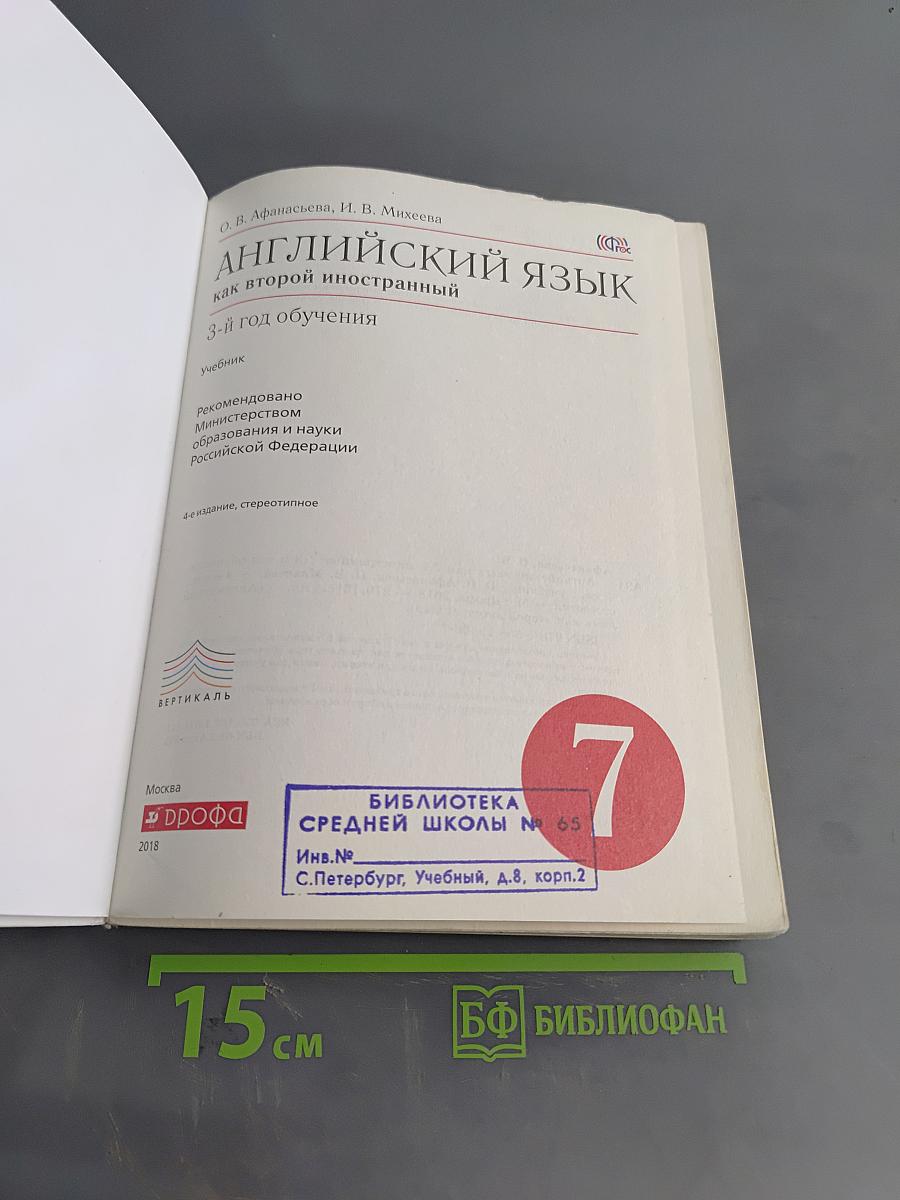 О. В. Афанасьева, И. В. Михеева
ФГОС
АНГЛИЙСКИЙ ЯЗЫК
как второй иностранный
3-й год обучения
учебник
Рекомендовано
Министерством
образования и науки
Российской Федерации
4-е издание, стереотипное
ВЕРТИКАЛЬ
7
Москва
дрофа
2018
БИБЛИОТЕКА
СРЕДНЕЙ ШКОЛЫ № 65
Инв.№
С.Петербург, Учебный, д.8, корп.2
15 см
БФ БИБЛИОФАН